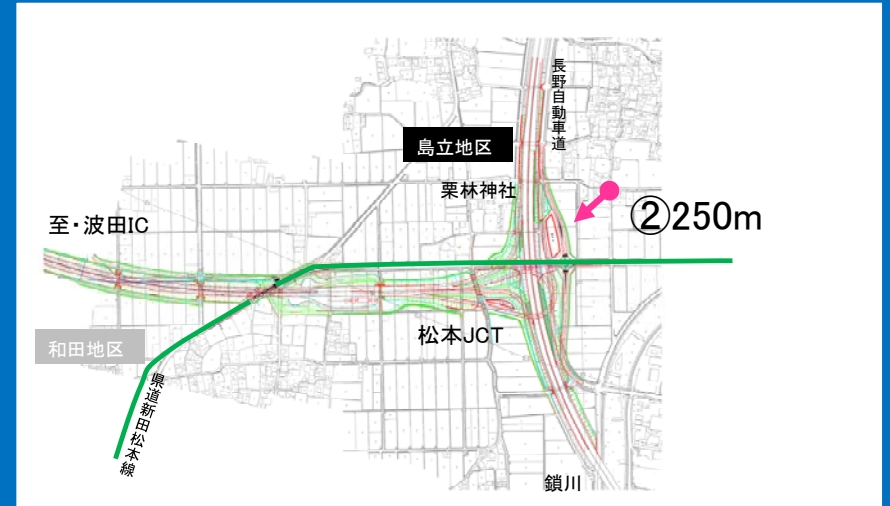 長野自動車道
島立地区
栗林神社
②250m
至・波田IC
松本JCT
和田地区
県道新田松本線
鎖川